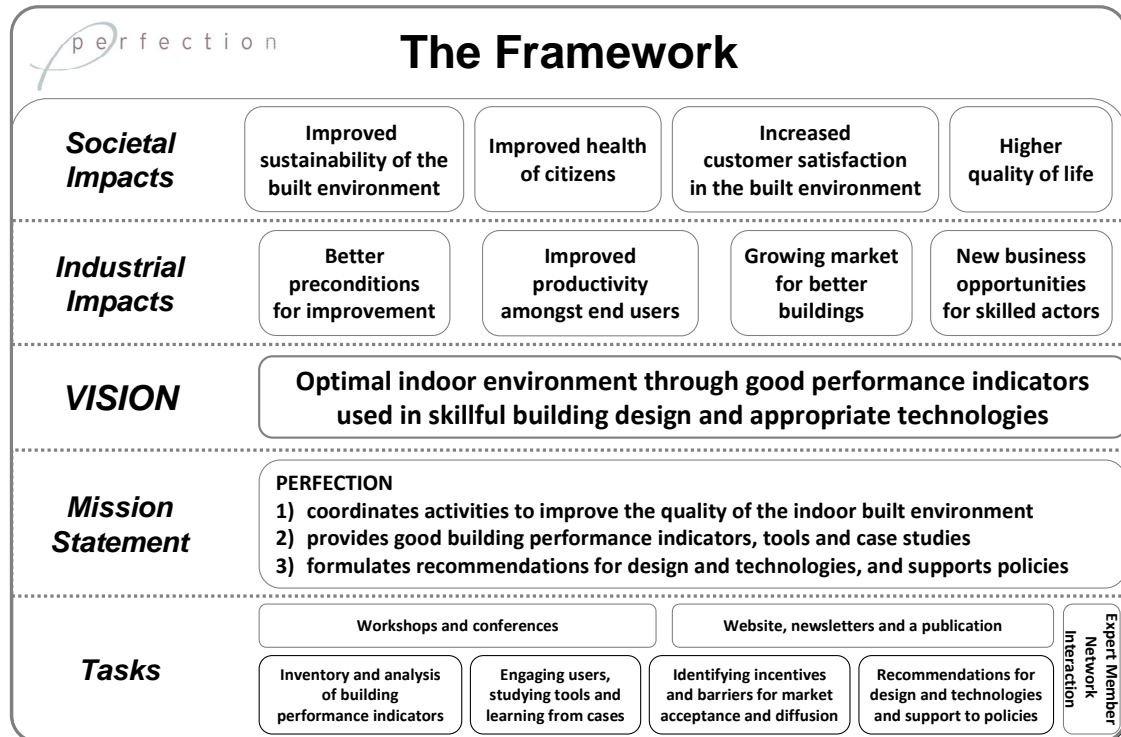 perfection
The Framework
Societal
Impacts
Improved
sustainability of the
built environment
Improved health
of citizens
Increased
customer satisfaction
in the built environment
Higher
quality of life
Industrial
Impacts
Better
preconditions
for improvement
Improved
productivity
amongst end users
Growing market
for better
buildings
New business
opportunities
for skilled actors
VISION
Optimal indoor environment through good performance indicators
used in skillful building design and appropriate technologies
Mission
Statement
PERFECTION
1) coordinates activities to improve the quality of the indoor built environment
2) provides good building performance indicators, tools and case studies
3) formulates recommendations for design and technologies, and supports policies
Tasks
Workshops and conferences
Website, newsletters and a publication
Inventory and analysis
of building
performance indicators
Engaging users,
studying tools and
learning from cases
Identifying incentives
and barriers for market
acceptance and diffusion
Recommendations for
design and technologies
and support to policies
Expert Member
Network
Interaction